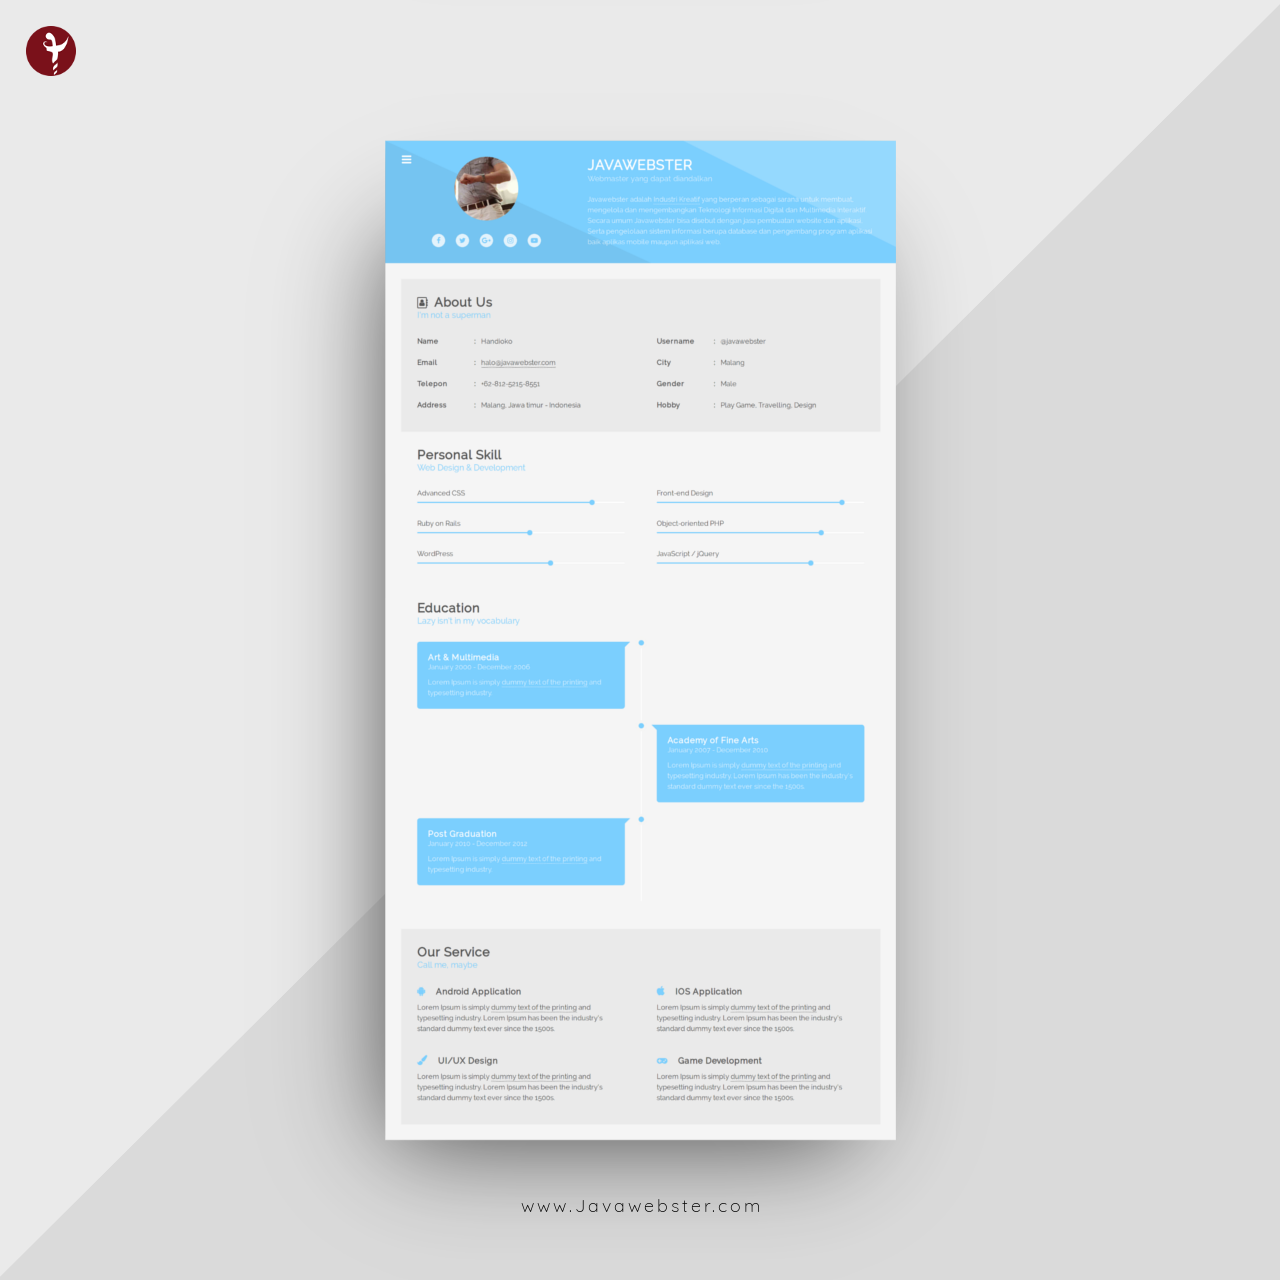 JAVAWEBSTER
Webmaster yang dapat diandalkan
Javawebster adalah Industri Kreatif yang berperan sebagai sarana untuk membuat,
mengelola dan mengembangkan Teknologi Informasi Digital dan Multimedia Interaktif.
Secara umum Javawebster bisa disebut dengan jasa pembuatan website dan aplikasi.
Serta pengelolaan sistem informasi berupa database dan pengembang program aplikasi
baik aplikasi mobile maupun aplikasi web.
About Us
I'm not a superman
Name : Handioko
Username : @javawebster
Email : halo@javawebster.com
City : Malang
Telepon : +62-812-5215-8551
Gender : Male
Address : Malang, Jawa timur - Indonesia
Hobby : Play Game, Travelling, Design
Personal Skill
Web Design & Development
Advanced CSS
Front-end Design
Ruby on Rails
Object-oriented PHP
WordPress
JavaScript / jQuery
Education
Lazy isn't in my vocabulary
Art & Multimedia
January 2000 - December 2006
Lorem Ipsum is simply dummy text of the printing and
typesetting industry.
Academy of Fine Arts
January 2007 - December 2010
Lorem Ipsum is simply dummy text of the printing and
typesetting industry. Lorem Ipsum has been the industry's
standard dummy text ever since the 1500s.
Post Graduation
January 2010 - December 2012
Lorem Ipsum is simply dummy text of the printing and
typesetting industry.
Our Service
Call me, maybe
Android Application
Lorem Ipsum is simply dummy text of the printing and
typesetting industry. Lorem Ipsum has been the industry's
standard dummy text ever since the 1500s.
IOS Application
Lorem Ipsum is simply dummy text of the printing and
typesetting industry. Lorem Ipsum has been the industry's
standard dummy text ever since the 1500s.
UI/UX Design
Lorem Ipsum is simply dummy text of the printing and
typesetting industry. Lorem Ipsum has been the industry's
standard dummy text ever since the 1500s.
Game Development
Lorem Ipsum is simply dummy text of the printing and
typesetting industry. Lorem Ipsum has been the industry's
standard dummy text ever since the 1500s.
www.Javawebster.com